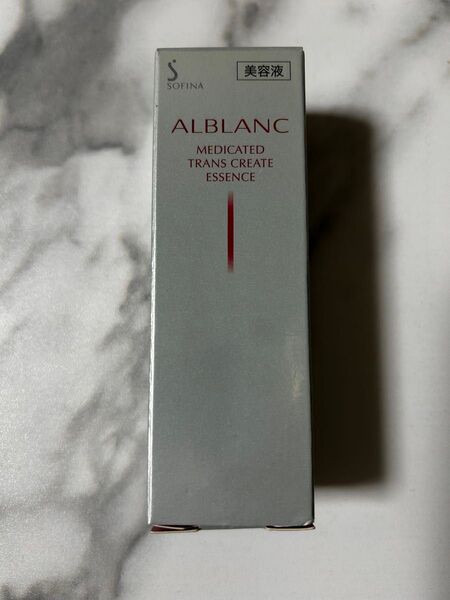 SOFINA
美容液
ALBLANC
MEDICATED
TRANS CREATE
ESSENCE